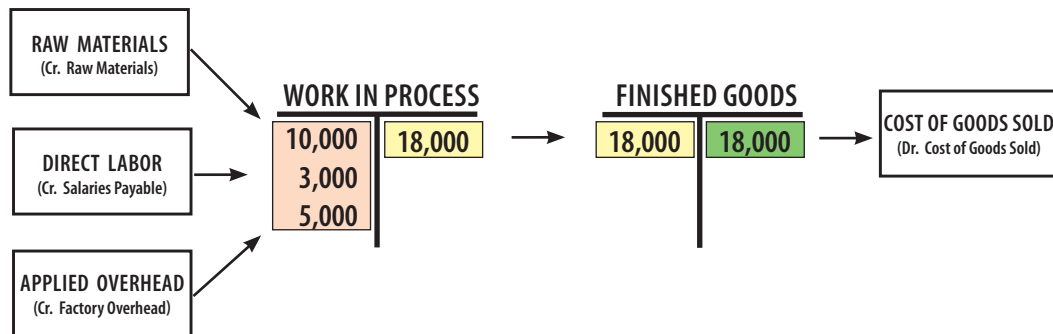 RAW MATERIALS
(Cr. Raw Materials)
DIRECT LABOR
(Cr. Salaries Payable)
APPLIED OVERHEAD
(Cr. Factory Overhead)
WORK IN PROCESS
10,000 18,000
3,000
5,000
FINISHED GOODS
18,000 18,000
COST OF GOODS SOLD
(Dr. Cost of Goods Sold)